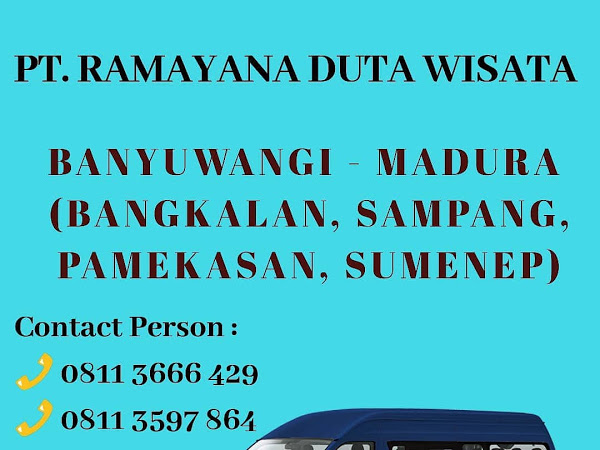 PT. RAMAYANA DUTA WISATA
BANYUWANGI - MADURA
(BANGKALAN, SAMPANG,
PAMEKASAN, SUMENEP)
Contact Person :
0811 3666 429
0811 3597 864